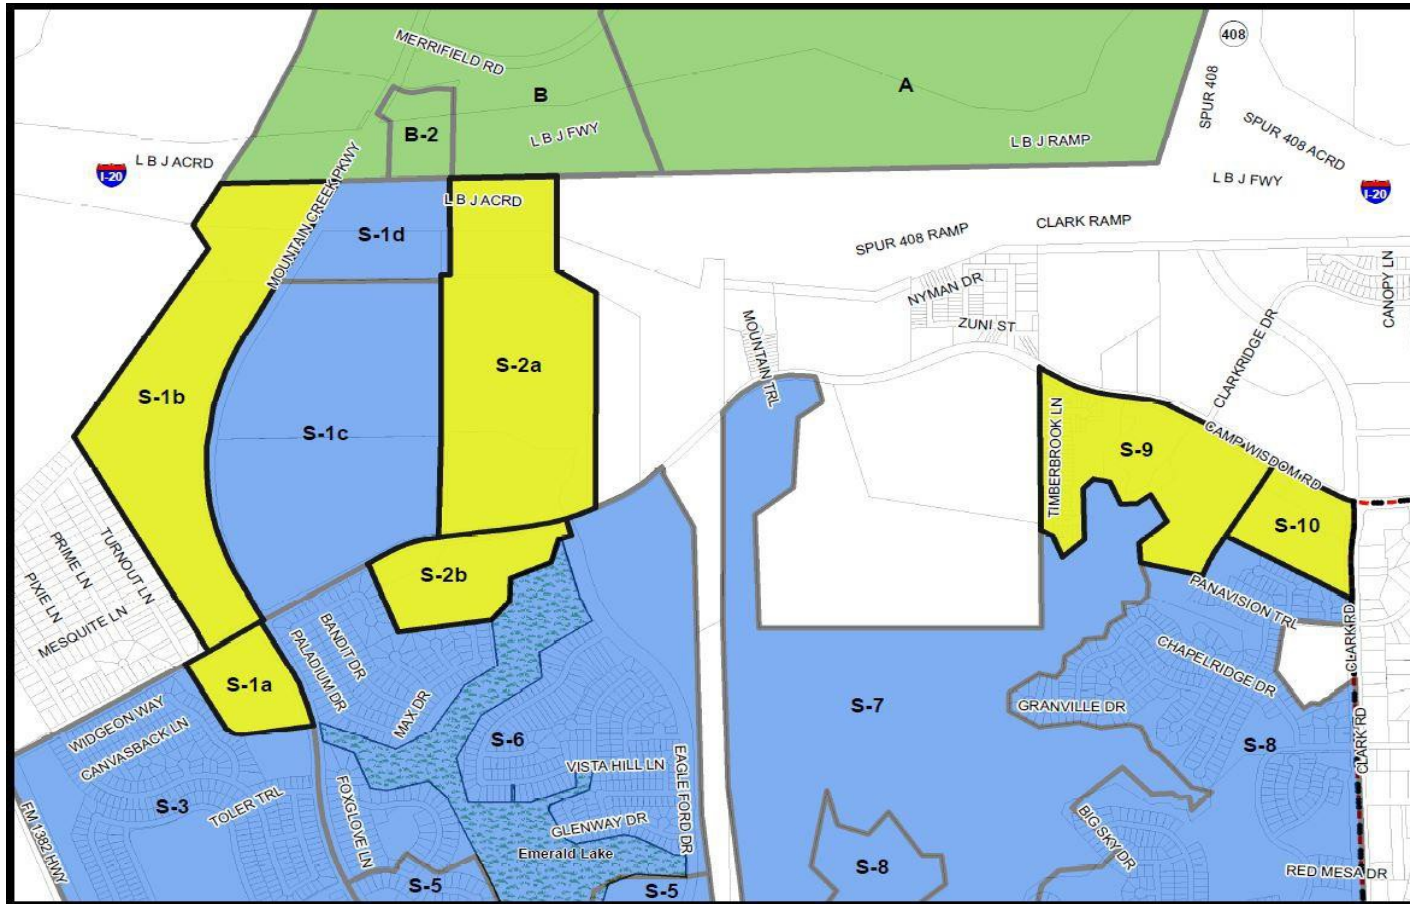 408
MERRIFIELD RD
B
A
SPUR 408
B-2
L B J FWY
L B J RAMP
SPUR 408 ACRD
I-20
L B J ACRD
MOUNTAIN CREEK PKWY
L B J FWY
I-20
L B J ACRD
S-1d
SPUR 408 RAMP
CLARK RAMP
NYMAN DR
CANOPY LN
ZUNI ST
MOUNTAIN TRL
CLARKRIDGE DR
S-2a
S-1b
S-1c
TIMBERBROOK LN
S-9
CAMP WISDOM RD
S-10
PRIME LN
TURNOUT LN
PIXIE LN
MESQUITE LN
S-2b
PANAVISION TRL
BANDIT DR
PALADIUM DR
CLARK RD
CHAPELRIDGE DR
S-1a
WIDGEON WAY
CANVASBACK LN
MAX DR
S-7
GRANVILLE DR
S-6
S-8
CLARK RD
VISTA HILL LN
EAGLE FORD DR
S-3
TOLER TRL
FOXGLOVE LN
GLENWAY DR
BIG SKY DR
FM 1382 HWY
Emerald Lake
S-8
RED MESA DR
S-5
S-5